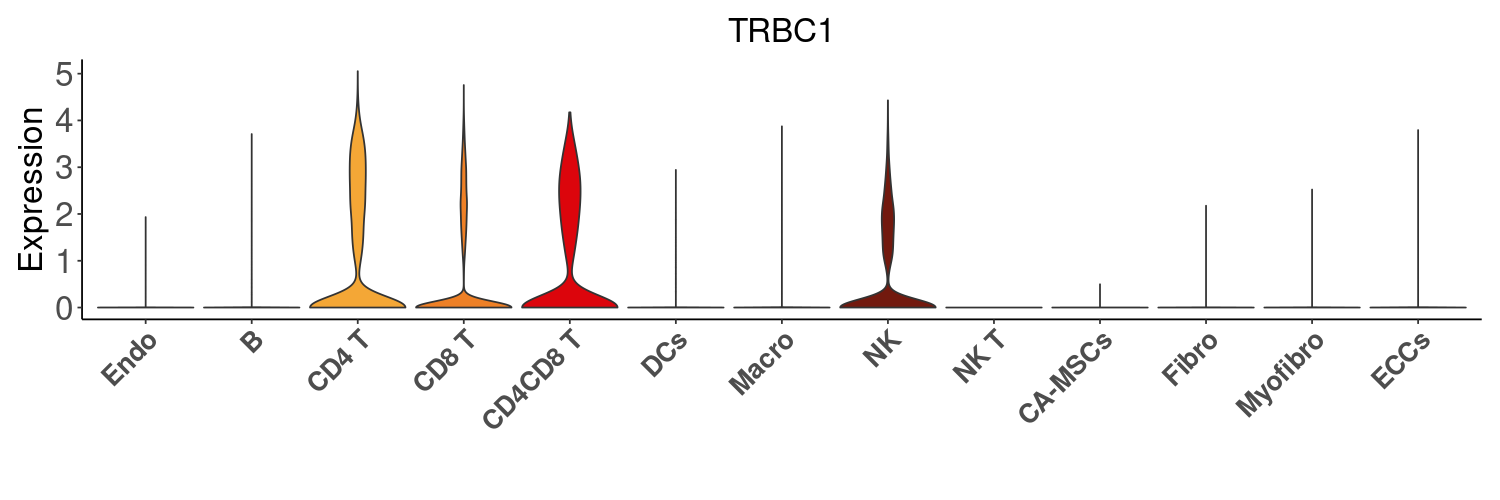 TRBC1
Expression
5
4
3
2
1
0
Endo
B
CD4 T
CD8 T
CD4CD8 T
DCs
Macro
NK
NK T
CA-MSCs
Fibro
Myofibro
ECCs